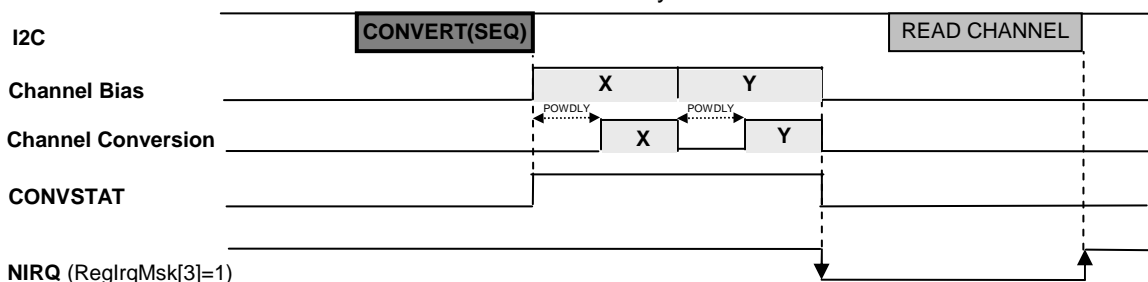 I2C
CONVERT(SEQ)
READ CHANNEL
Channel Bias
X
Y
POWDLY
POWDLY
Channel Conversion
X
Y
CONVSTAT
NIRQ (RegIrqMsk[3]=1)